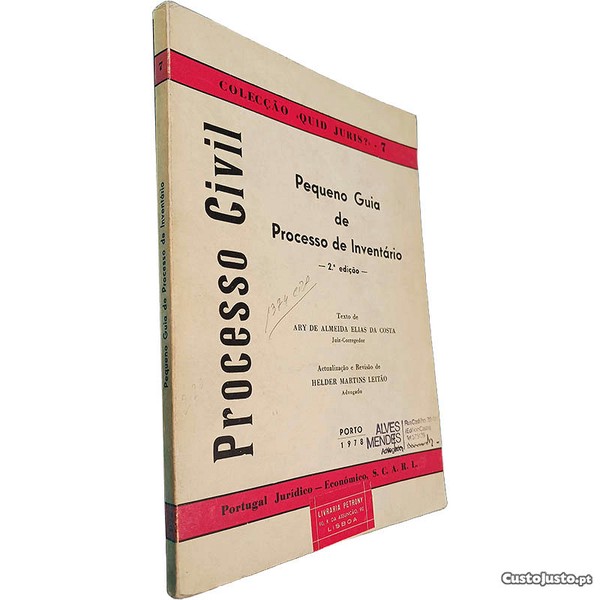 7
Pequeno Guia de Processo de Inventário
COLECÇÃO «QUID JURIS?» - 7
Processo Civil
Pequeno Guia
de
Processo de Inventário
— 2.ª edição —
Texto de
ARY DE ALMEIDA ELIAS DA COSTA
Juiz-Corregedor
Actualização e Revisão de
HELDER MARTINS LEITÃO
Advogado
PORTO
1978
ALVES
MENDES
Advogado
Portugal Jurídico — Económico, S. C. A. R. L.
LIVRARIA PETRONY
LISBOA
CustoJusto.pt